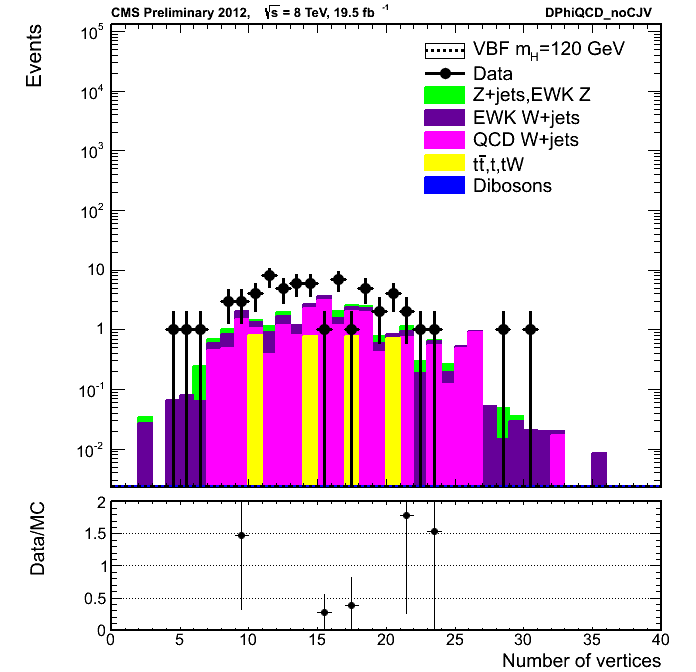 CMS Preliminary 2012, √s = 8 TeV, 19.5 fb⁻¹ DPhiQCD_noCJV
Events
10⁵
10⁴
10³
10²
10
1
10⁻¹
10⁻²
VBF m_H=120 GeV
Data
Z+jets,EWK Z
EWK W+jets
QCD W+jets
tt̄,t,tW
Dibosons
Data/MC
2
1.5
1
0.5
0
0 5 10 15 20 25 30 35 40
Number of vertices